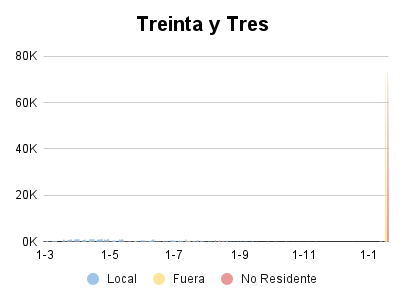 Treinta y Tres
80K
60K
40K
20K
0K
1-3 1-5 1-7 1-9 1-11 1-1
Local Fuera No Residente